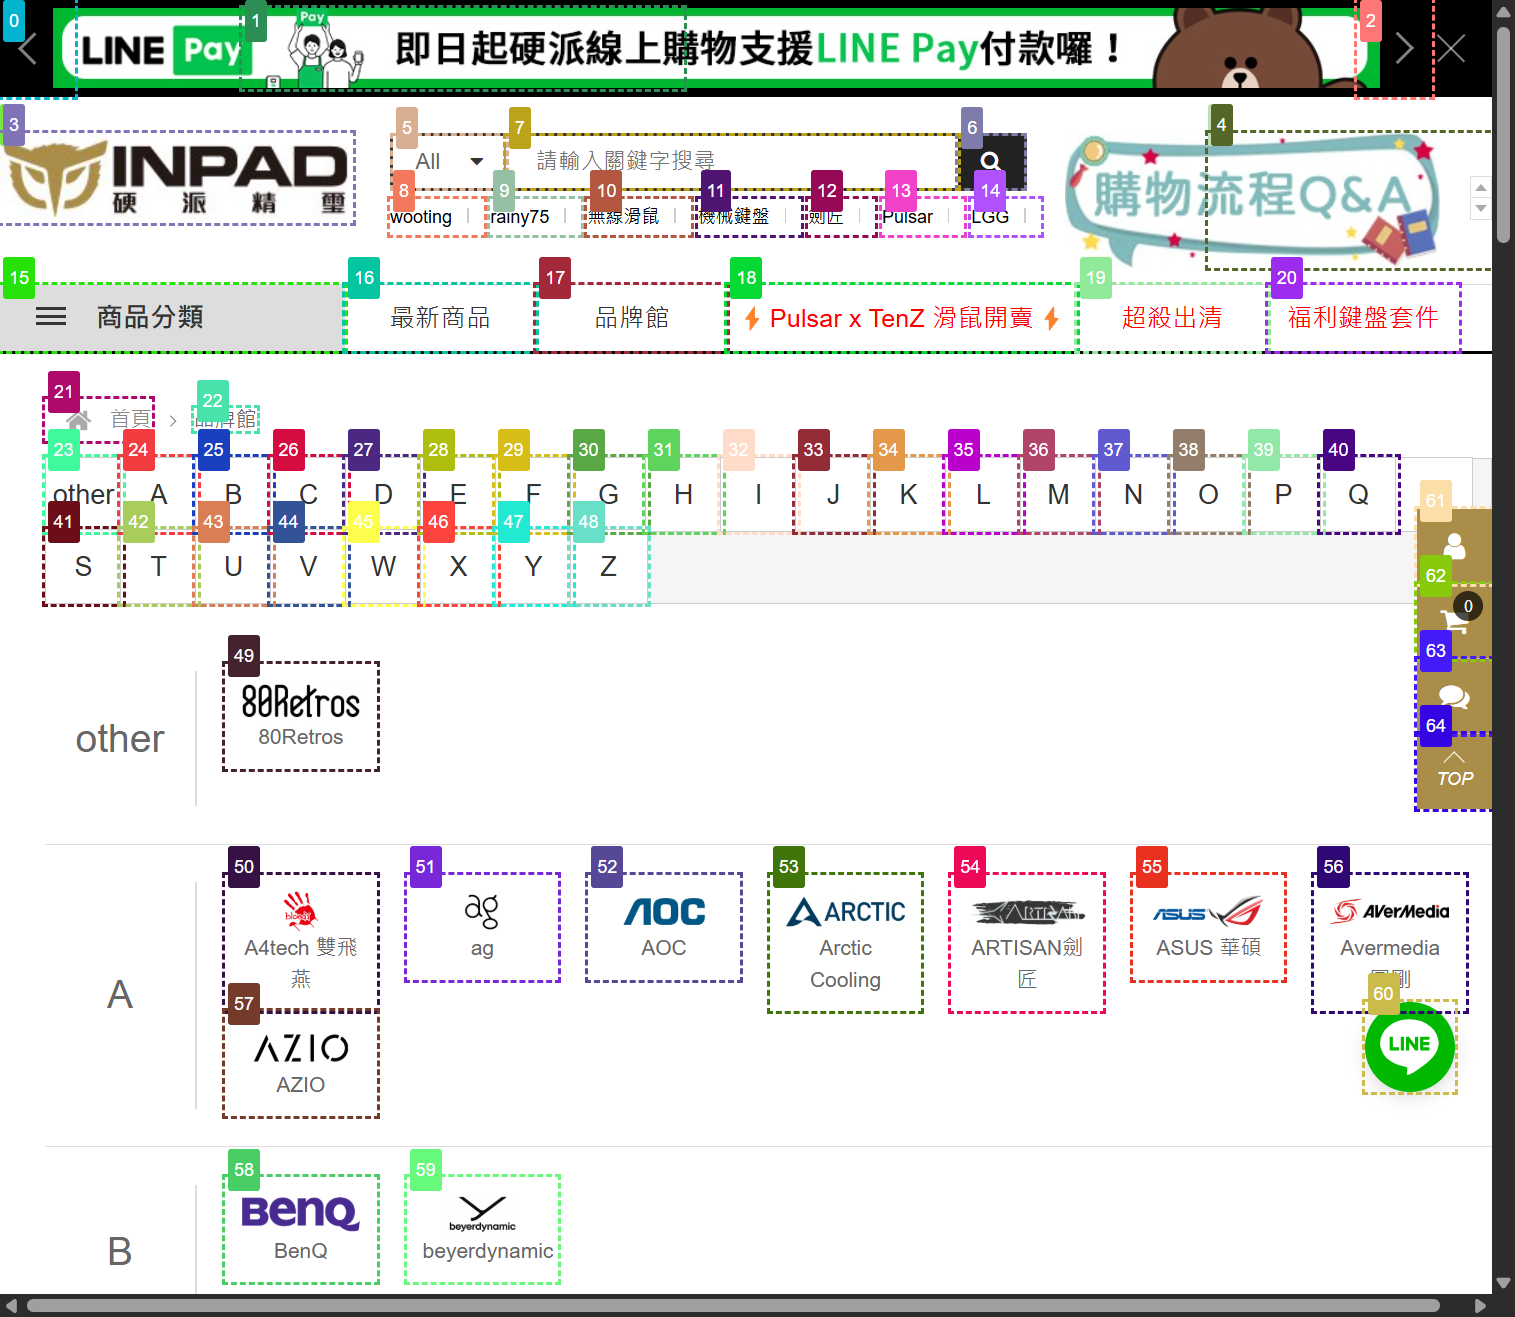 LINE Pay 即日起硬派線上購物支援LINE Pay付款囉！
Pay
INPAD
硬派精璽
All
請輸入關鍵字搜尋
wooting
rainy75
無線滑鼠
機械鍵盤
劍匠
Pulsar
LGG
購物流程Q&A
商品分類
最新商品
品牌館
Pulsar x TenZ 滑鼠開賣
超殺出清
福利鍵盤套件
首頁
品牌館
other A B C D E F G H I J K L M N O P Q
S T U V W X Y Z
0
TOP
other
80Retros
80Retros
A
bloody
A4tech 雙飛燕
ag
ag
AOC
AOC
ARCTIC
Arctic Cooling
ARTISAN
ARTISAN劍匠
ASUS
ASUS 華碩
AVerMedia
Avermedia
剛
AZIO
AZIO
LINE
B
BenQ
BenQ
beyerdynamic
beyerdynamic
0
1
2
3
4
5
6
7
8
9
10
11
12
13
14
15
16
17
18
19
20
21
22
23
24
25
26
27
28
29
30
31
32
33
34
35
36
37
38
39
40
41
42
43
44
45
46
47
48
49
50
51
52
53
54
55
56
57
58
59
60
61
62
63
64